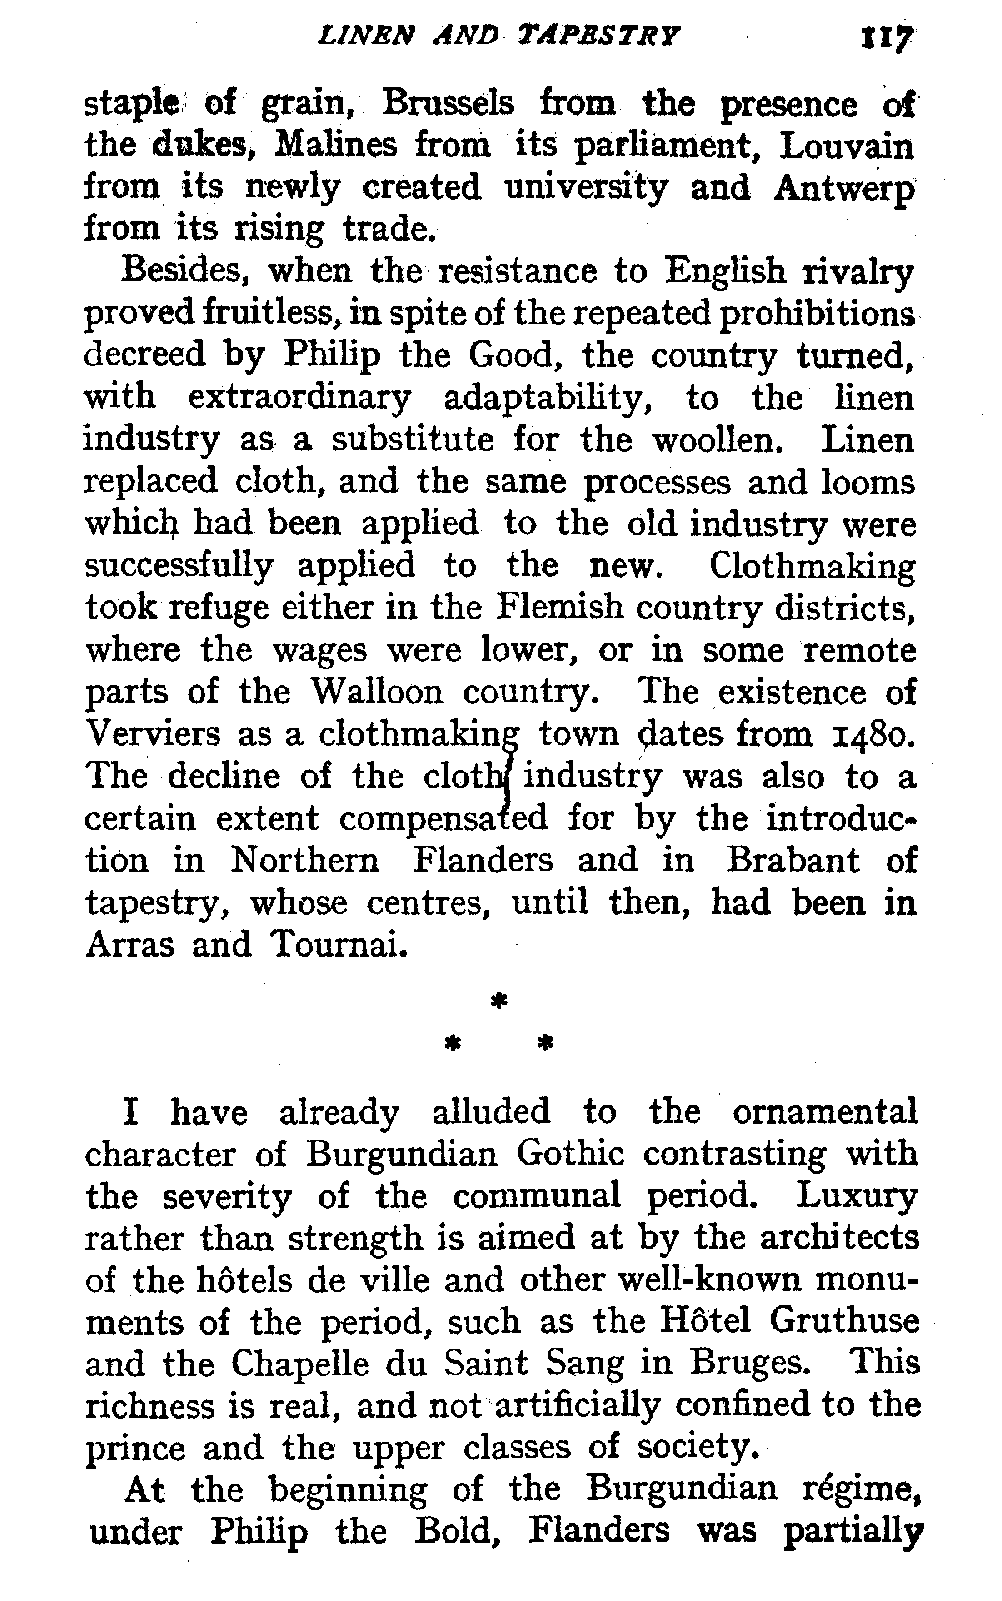 LINEN AND TAPESTRY 117
staple of grain, Brussels from the presence of
the dukes, Malines from its parliament, Louvain
from its newly created university and Antwerp
from its rising trade.
Besides, when the resistance to English rivalry
proved fruitless, in spite of the repeated prohibitions
decreed by Philip the Good, the country turned,
with extraordinary adaptability, to the linen
industry as a substitute for the woollen. Linen
replaced cloth, and the same processes and looms
which had been applied to the old industry were
successfully applied to the new. Clothmaking
took refuge either in the Flemish country districts,
where the wages were lower, or in some remote
parts of the Walloon country. The existence of
Verviers as a clothmaking town dates from 1480.
The decline of the cloth industry was also to a
certain extent compensated for by the introduc-
tion in Northern Flanders and in Brabant of
tapestry, whose centres, until then, had been in
Arras and Tournai.
*
* *
I have already alluded to the ornamental
character of Burgundian Gothic contrasting with
the severity of the communal period. Luxury
rather than strength is aimed at by the architects
of the hôtels de ville and other well-known monu-
ments of the period, such as the Hôtel Gruthuse
and the Chapelle du Saint Sang in Bruges. This
richness is real, and not artificially confined to the
prince and the upper classes of society.
At the beginning of the Burgundian régime,
under Philip the Bold, Flanders was partially